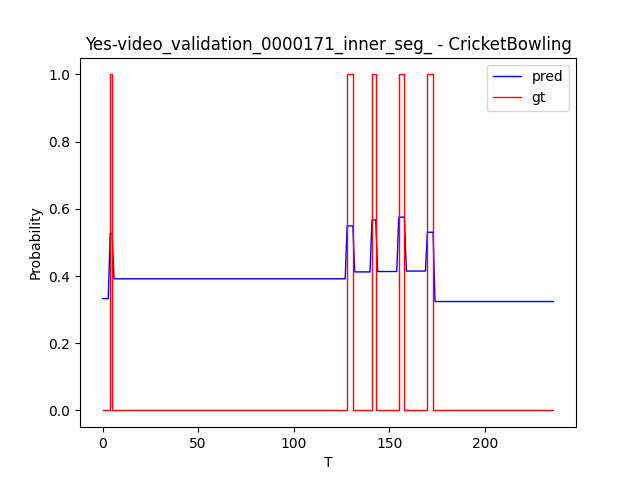 Yes-video_validation_0000171_inner_seg_ - CricketBowling
pred
gt
1.0
0.8
0.6
0.4
0.2
0.0
Probability
0
50
100
150
200
T